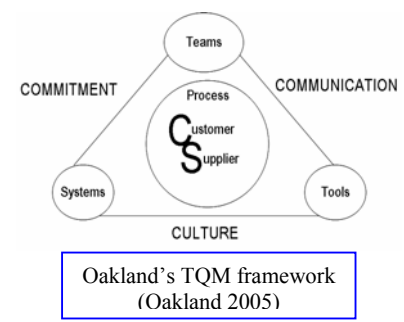 Teams
COMMITMENT
COMMUNICATION
Process
Customer
Supplier
Systems
Tools
CULTURE
Oakland's TQM framework
(Oakland 2005)